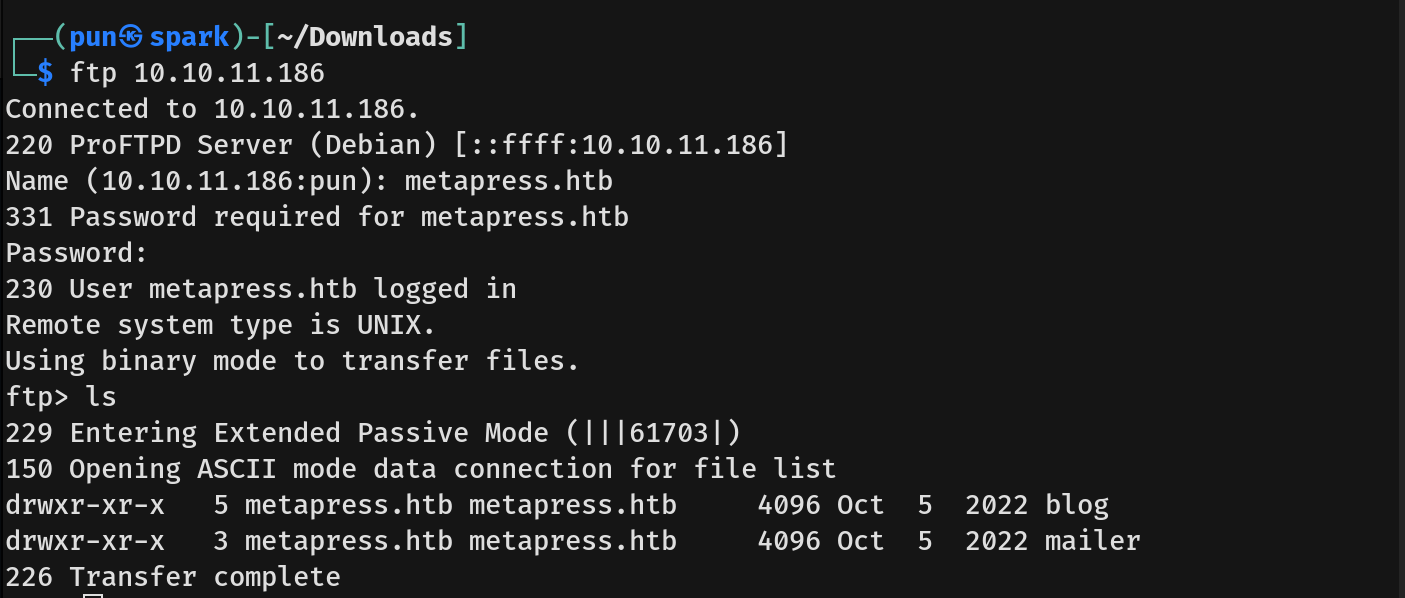 ┌──(pun㉿spark)-[~/Downloads]
└─$ ftp 10.10.11.186
Connected to 10.10.11.186.
220 ProFTPD Server (Debian) [::ffff:10.10.11.186]
Name (10.10.11.186:pun): metapress.htb
331 Password required for metapress.htb
Password:
230 User metapress.htb logged in
Remote system type is UNIX.
Using binary mode to transfer files.
ftp> ls
229 Entering Extended Passive Mode (|||61703|)
150 Opening ASCII mode data connection for file list
drwxr-xr-x   5 metapress.htb metapress.htb     4096 Oct  5  2022 blog
drwxr-xr-x   3 metapress.htb metapress.htb     4096 Oct  5  2022 mailer
226 Transfer complete